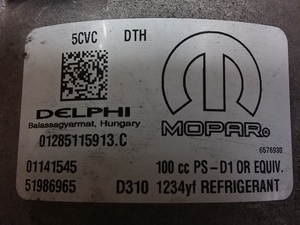 5CVC DTH
DELPHI
Balassagyarmat, Hungary
01285115913.C
MOPAR®
6576930
01141545
100 cc PS-D1 OR EQUIV.
51986965
D310 1234yf REFRIGERANT